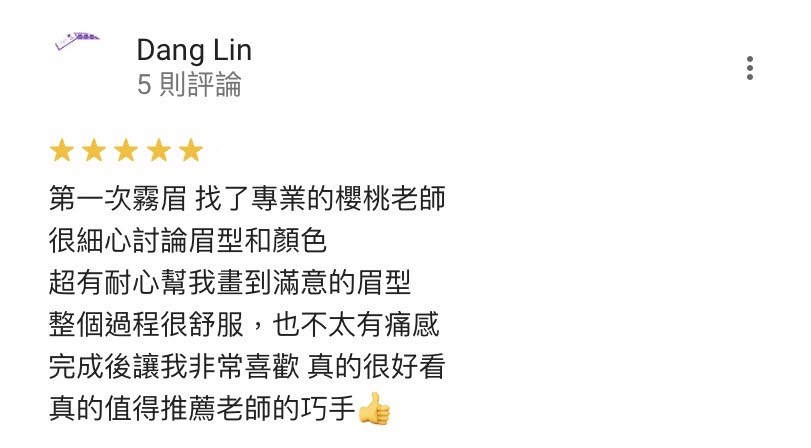 Dang Lin
5 則評論
第一次霧眉 找了專業的櫻桃老師
很細心討論眉型和顏色
超有耐心幫我畫到滿意的眉型
整個過程很舒服，也不太有痛感
完成後讓我非常喜歡 真的很好看
真的值得推薦老師的巧手👍